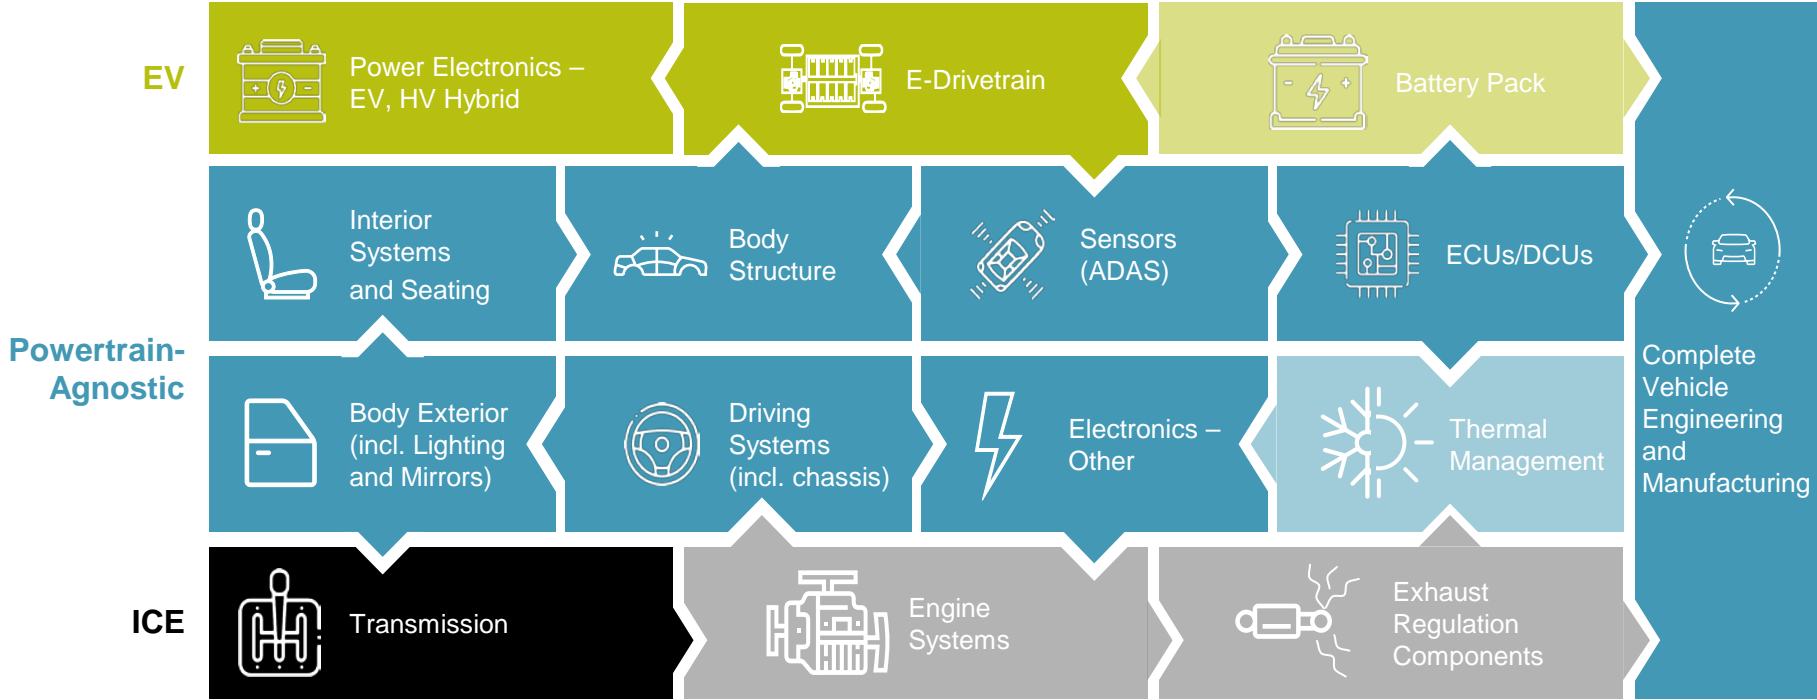 EV
Power Electronics –
EV, HV Hybrid
E-Drivetrain
Battery Pack
Powertrain-
Agnostic
Interior
Systems
and Seating
Body
Structure
Sensors
(ADAS)
ECUs/DCUs
Body Exterior
(incl. Lighting
and Mirrors)
Driving
Systems
(incl. chassis)
Electronics –
Other
Thermal
Management
Complete
Vehicle
Engineering
and
Manufacturing
ICE
Transmission
Engine
Systems
Exhaust
Regulation
Components